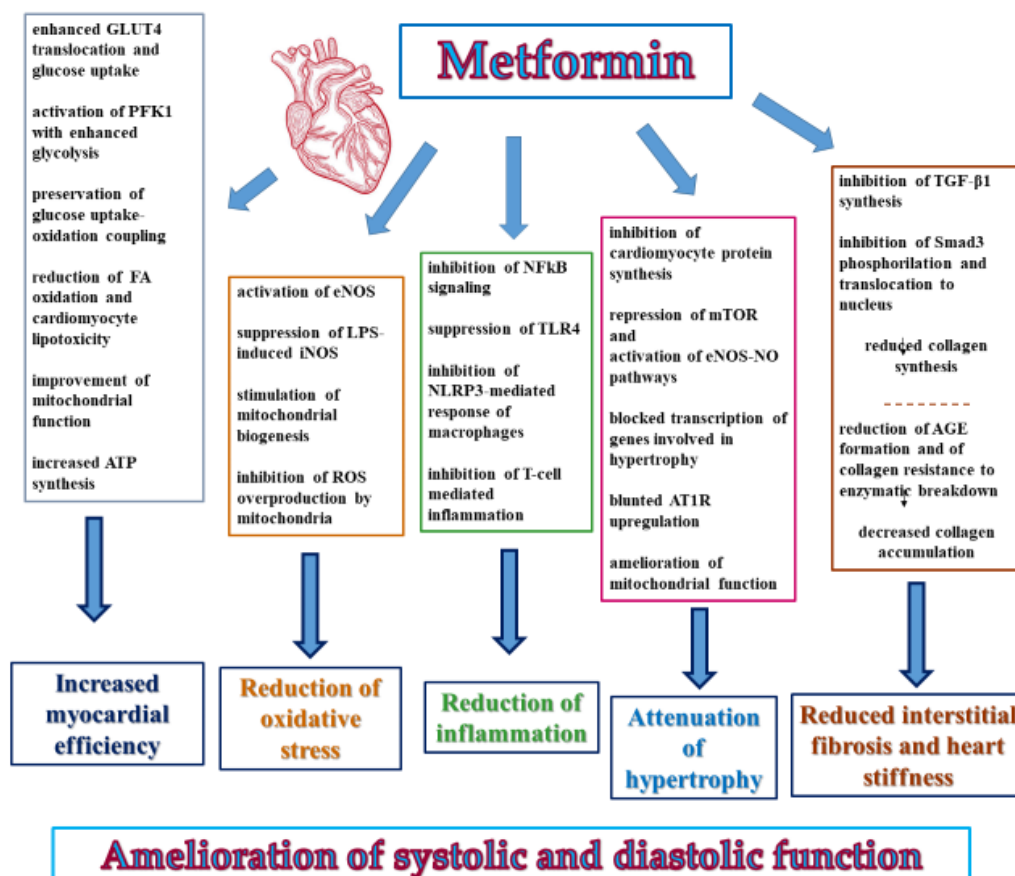 Metformin
enhanced GLUT4
translocation and
glucose uptake
activation of PFK1
with enhanced
glycolysis
preservation of
glucose uptake-
oxidation coupling
reduction of FA
oxidation and
cardiomyocyte
lipotoxicity
improvement of
mitochondrial
function
increased ATP
synthesis
activation of eNOS
suppression of LPS-
induced iNOS
stimulation of
mitochondrial
biogenesis
inhibition of ROS
overproduction by
mitochondria
inhibition of NFkB
signaling
suppression of TLR4
inhibition of
NLRP3-mediated
response of
macrophages
inhibition of T-cell
mediated
inflammation
inhibition of
cardiomyocyte protein
synthesis
repression of mTOR
and
activation of eNOS-NO
pathways
blocked transcription of
genes involved in
hypertrophy
blunted AT1R
upregulation
amelioration of
mitochondrial function
inhibition of TGF-β1
synthesis
inhibition of Smad3
phosphorilation and
translocation to
nucleus
reduced collagen
synthesis
reduction of AGE
formation and of
collagen resistance to
enzymatic breakdown
decreased collagen
accumulation
Increased
myocardial
efficiency
Reduction of
oxidative
stress
Reduction of
inflammation
Attenuation
of
hypertrophy
Reduced interstitial
fibrosis and heart
stiffness
Amelioration of systolic and diastolic function